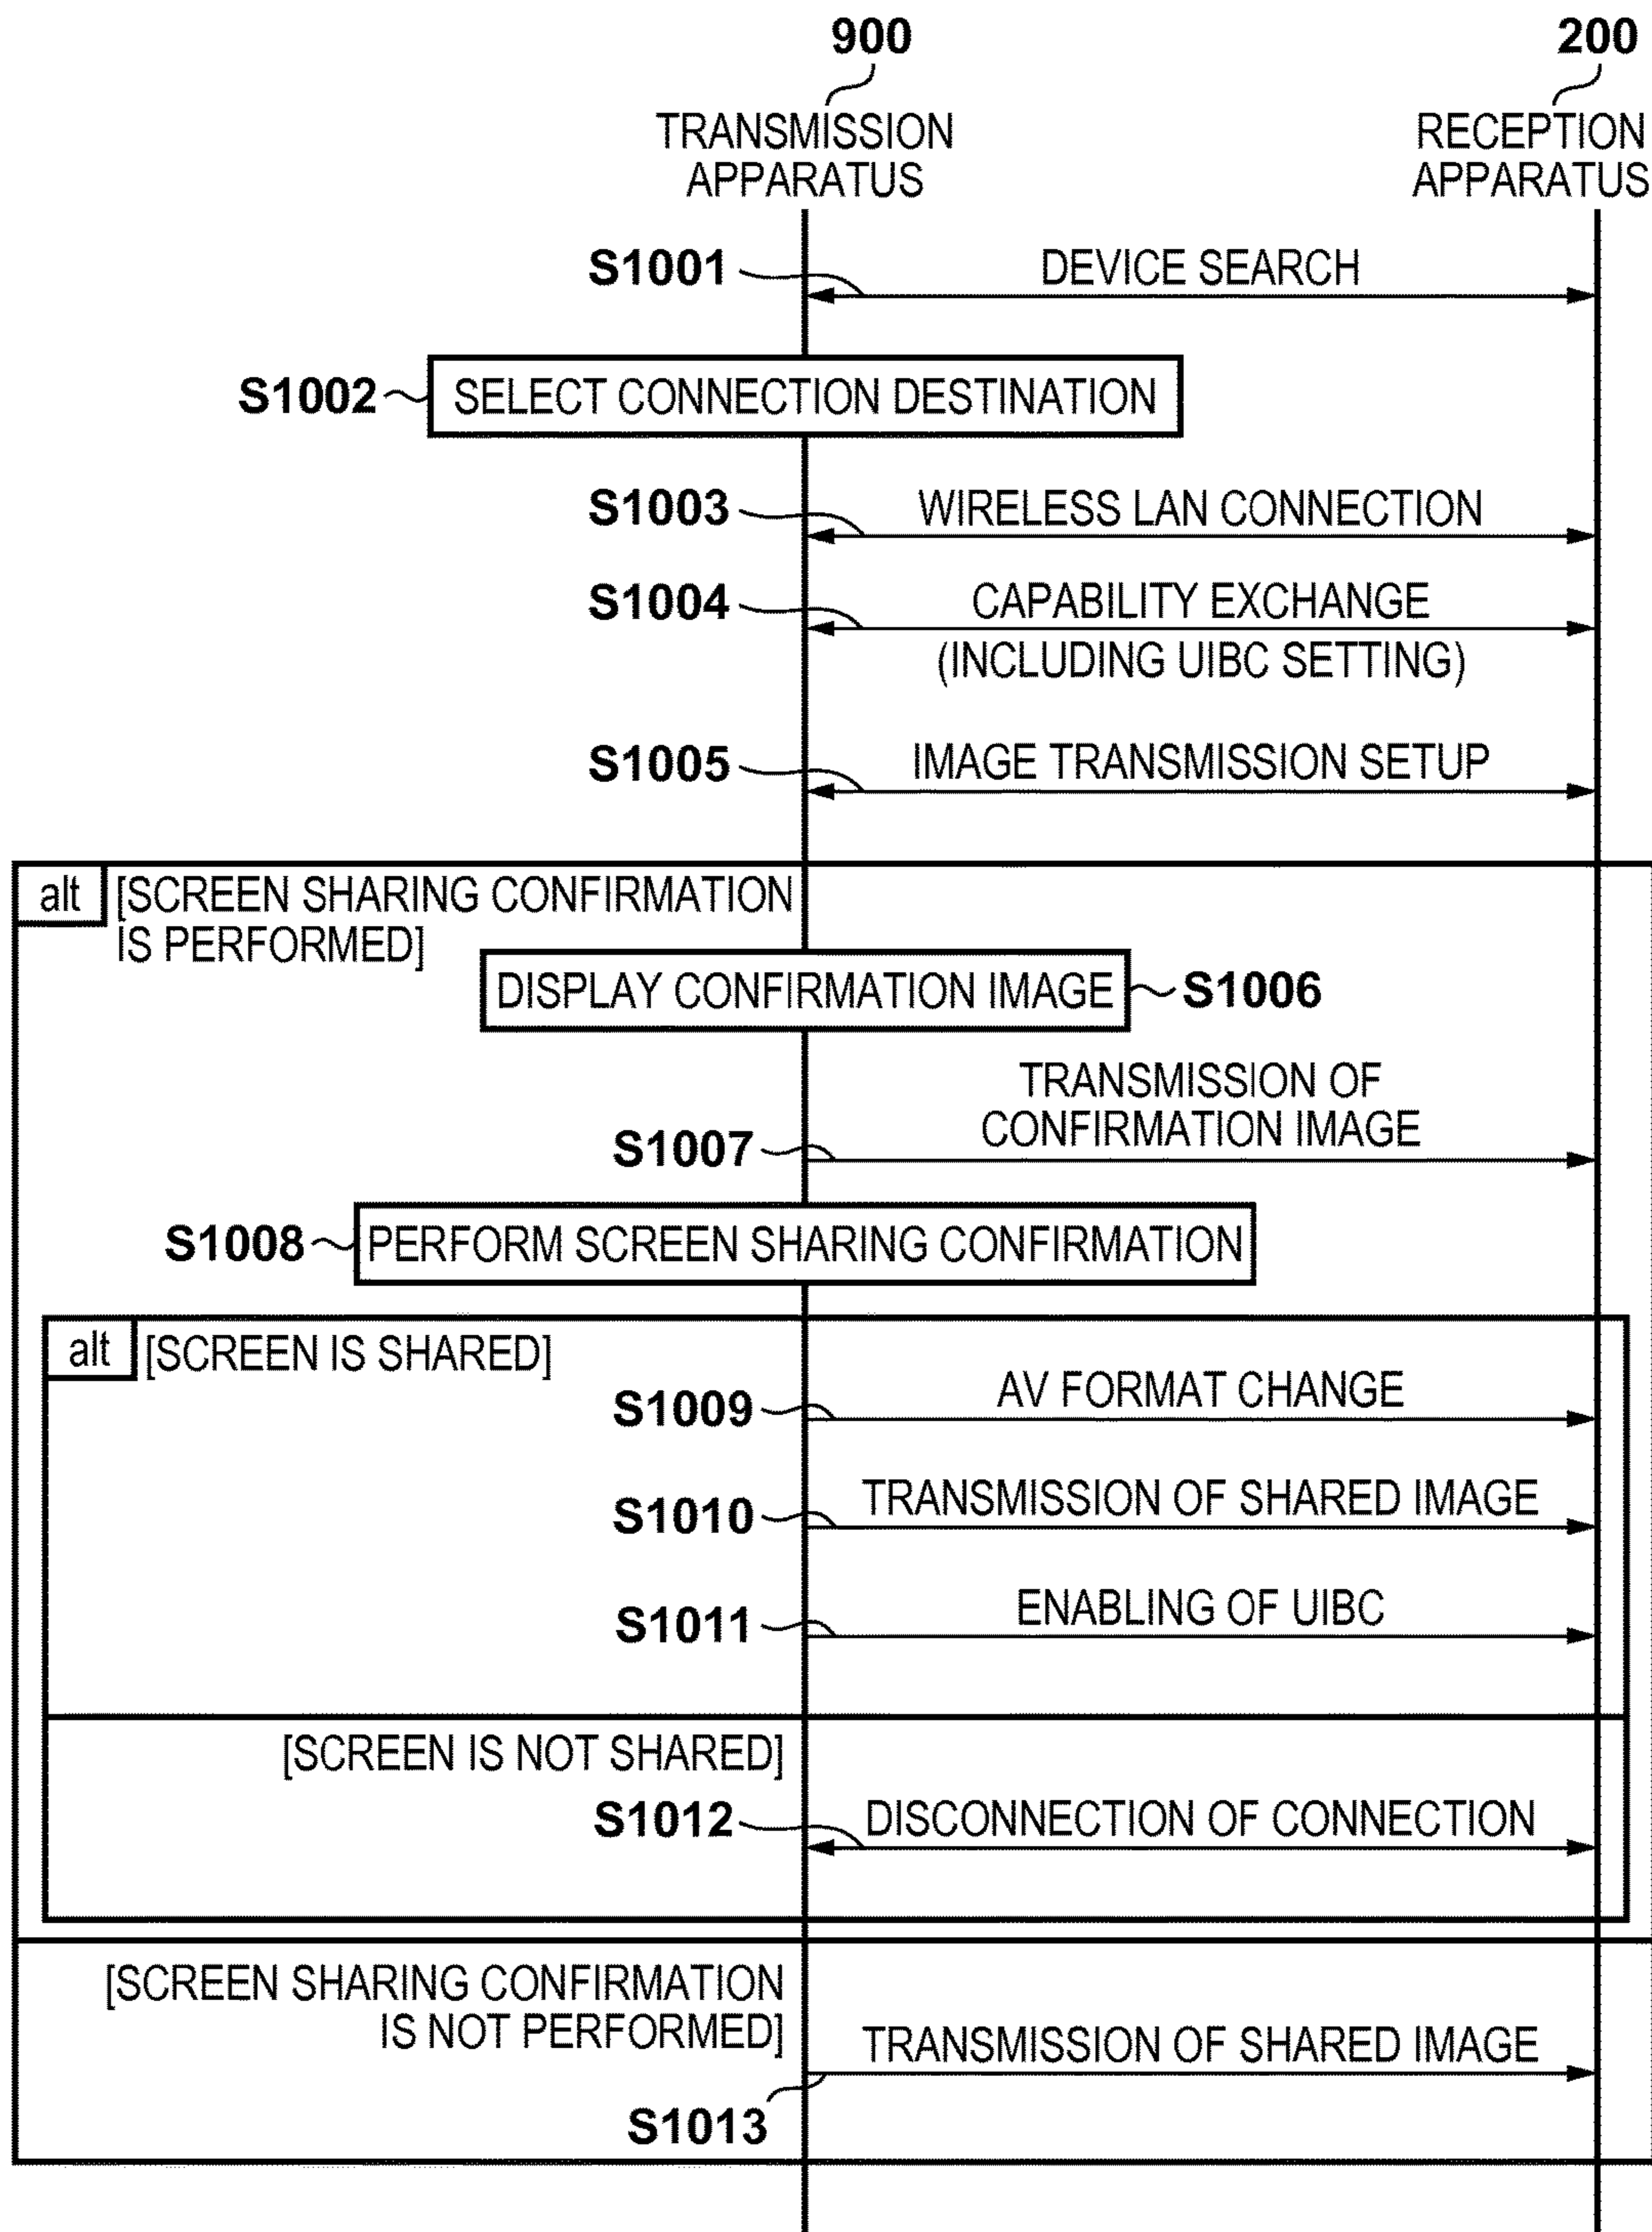 900
200
TRANSMISSION
APPARATUS
RECEPTION
APPARATUS
S1001
DEVICE SEARCH
S1002
SELECT CONNECTION DESTINATION
S1003
WIRELESS LAN CONNECTION
S1004
CAPABILITY EXCHANGE
(INCLUDING UIBC SETTING)
S1005
IMAGE TRANSMISSION SETUP
alt
[SCREEN SHARING CONFIRMATION
IS PERFORMED]
DISPLAY CONFIRMATION IMAGE
S1006
TRANSMISSION OF
CONFIRMATION IMAGE
S1007
S1008
PERFORM SCREEN SHARING CONFIRMATION
alt
[SCREEN IS SHARED]
S1009
AV FORMAT CHANGE
S1010
TRANSMISSION OF SHARED IMAGE
S1011
ENABLING OF UIBC
[SCREEN IS NOT SHARED]
S1012
DISCONNECTION OF CONNECTION
[SCREEN SHARING CONFIRMATION
IS NOT PERFORMED]
TRANSMISSION OF SHARED IMAGE
S1013